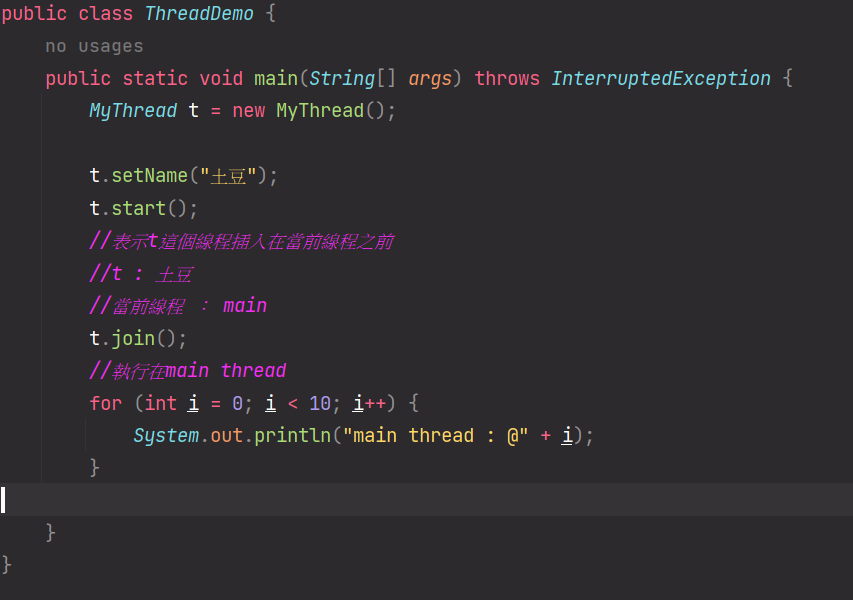 public class ThreadDemo {
no usages
public static void main(String[] args) throws InterruptedException {
MyThread t = new MyThread();
t.setName("土豆");
t.start();
//表示t這個線程插入在當前線程之前
//t : 土豆
//當前線程 : main
t.join();
//執行在main thread
for (int i = 0; i < 10; i++) {
System.out.println("main thread : @" + i);
}
}
}